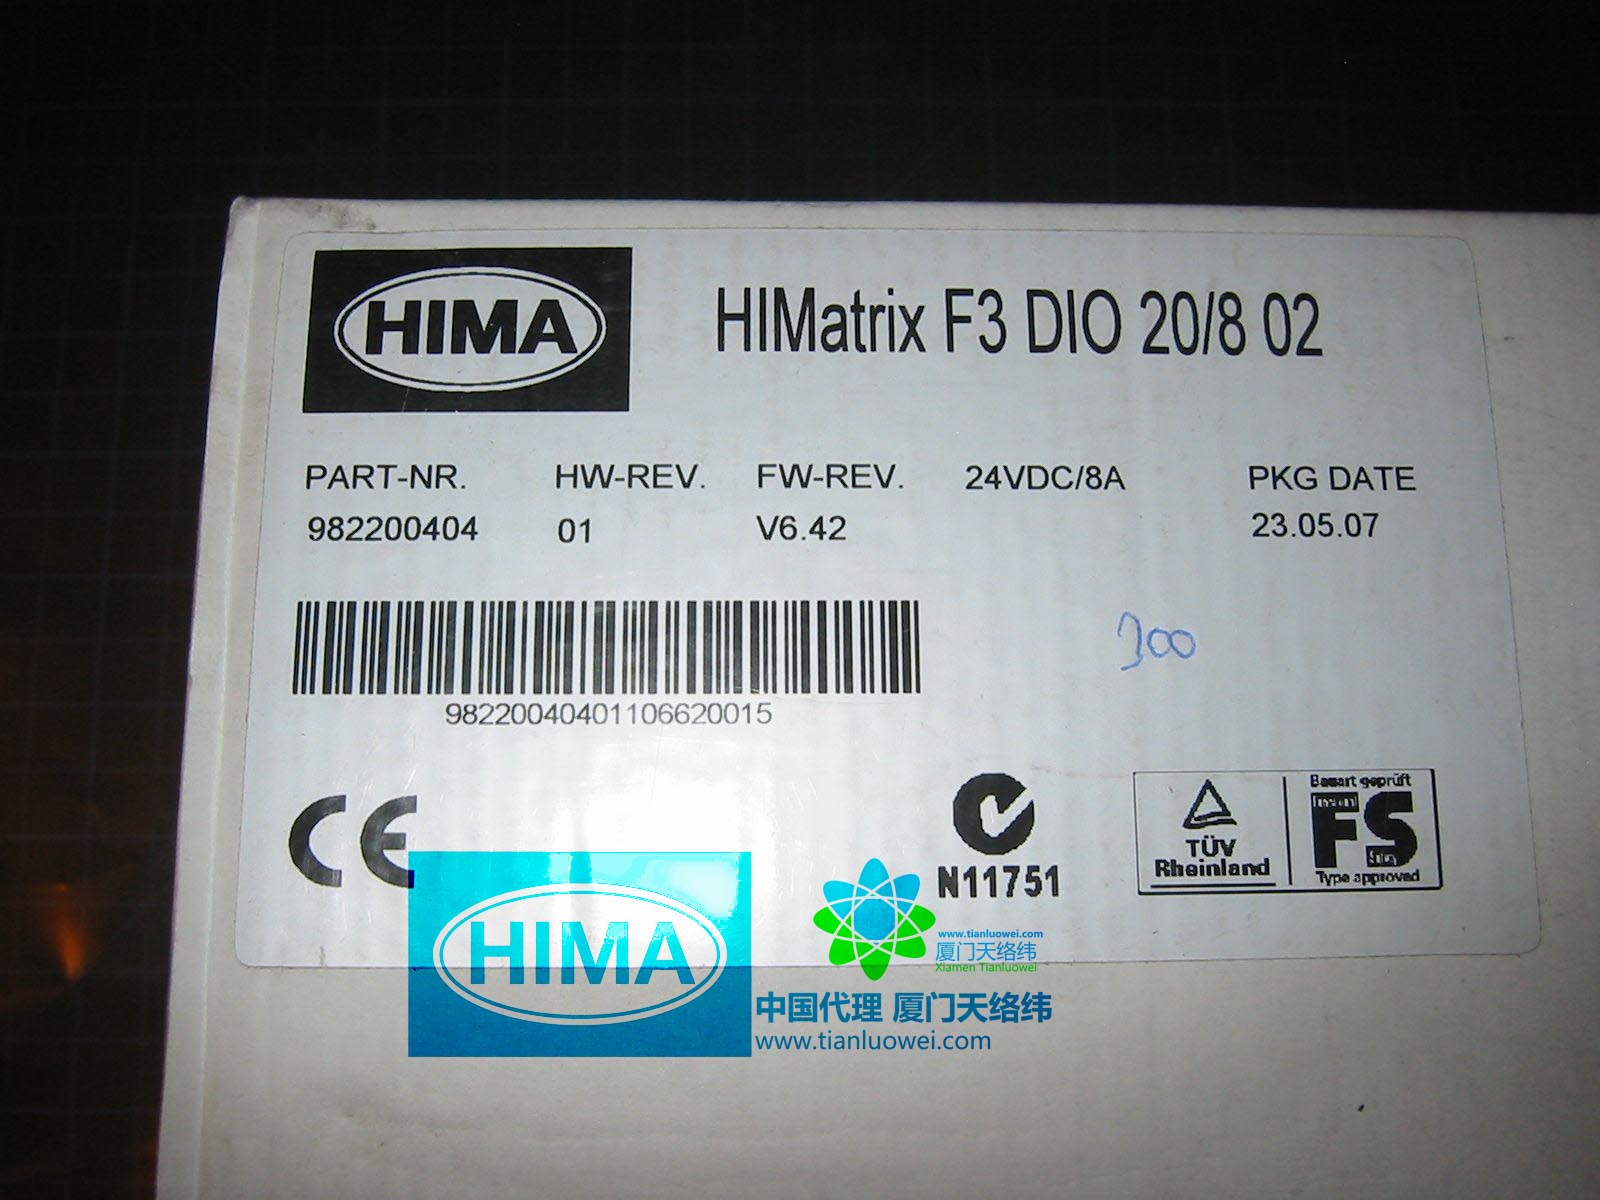 HIMA
HIMatrix F3 DIO 20/8 02
PART-NR. HW-REV. FW-REV. 24VDC/8A PKG DATE
982200404 01 V6.42 23.05.07
300
98220040401106620015
CE
N11751
TÜV
Rheinland
Bauart geprüft
FS
Type approved
HIMA
www.tianluowei.com
厦门天络纬
Xiamen Tianluowei
中国代理 厦门天络纬
www.tianluowei.com